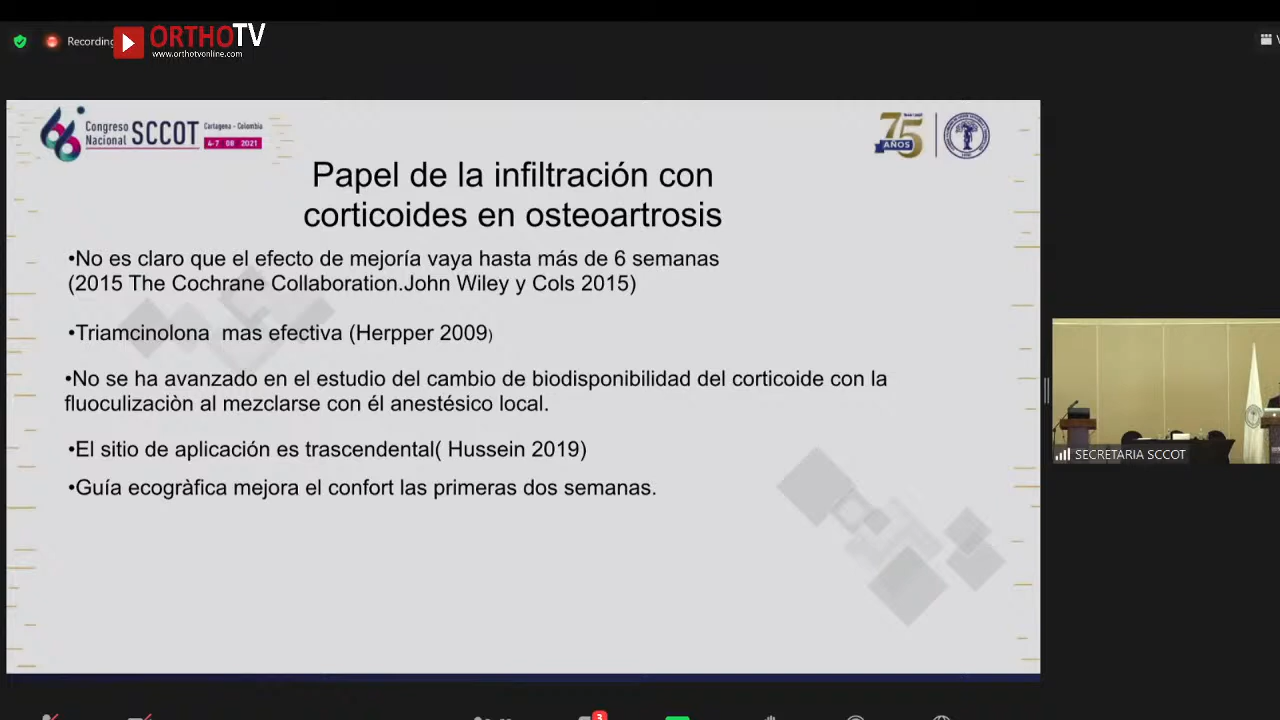 Recording
ORTHOTV
www.orthotvonline.com
66 Congreso Nacional SCCOT
Cartagena - Colombia
4-7 08 2021
75
AÑOS
Papel de la infiltración con
corticoides en osteoartrosis
•No es claro que el efecto de mejoría vaya hasta más de 6 semanas
(2015 The Cochrane Collaboration.John Wiley y Cols 2015)
•Triamcinolona  mas efectiva (Herpper 2009)
•No se ha avanzado en el estudio del cambio de biodisponibilidad del corticoide con la
fluoculizaciòn al mezclarse con él anestésico local.
•El sitio de aplicación es trascendental( Hussein 2019)
•Guía ecogràfica mejora el confort las primeras dos semanas.
SECRETARIA SCCOT
3